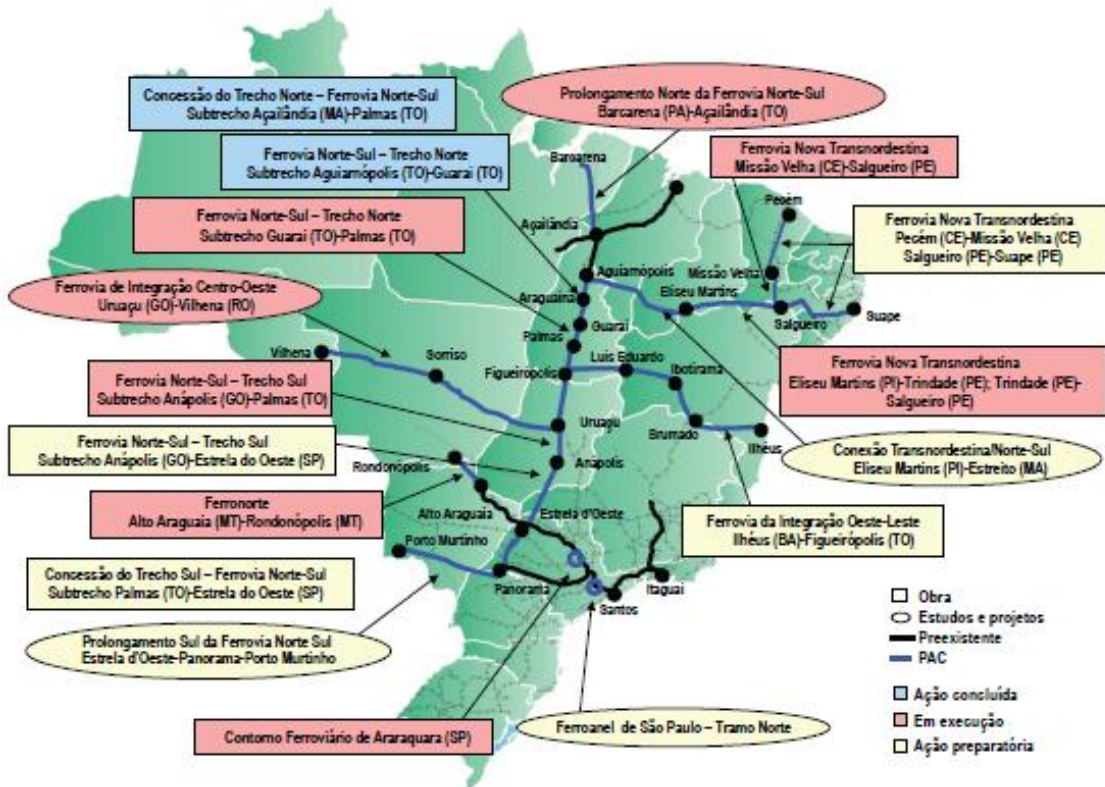 Concessão do Trecho Norte – Ferrovia Norte-Sul
Subtrecho Açailândia (MA)-Palmas (TO)
Prolongamento Norte da Ferrovia Norte-Sul
Barcarena (PA)-Açailândia (TO)
Ferrovia Norte-Sul – Trecho Norte
Subtrecho Aguiarnópolis (TO)-Guaraí (TO)
Ferrovia Nova Transnordestina
Missão Velha (CE)-Salgueiro (PE)
Ferrovia Norte-Sul – Trecho Norte
Subtrecho Guaraí (TO)-Palmas (TO)
Ferrovia Nova Transnordestina
Pecém (CE)-Missão Velha (CE)
Salgueiro (PE)-Suape (PE)
Ferrovia de Integração Centro-Oeste
Uruaçu (GO)-Vilhena (RO)
Ferrovia Norte-Sul – Trecho Sul
Subtrecho Anápolis (GO)-Palmas (TO)
Ferrovia Nova Transnordestina
Eliseu Martins (PI)-Trindade (PE); Trindade (PE)-
Salgueiro (PE)
Ferrovia Norte-Sul – Trecho Sul
Subtrecho Anápolis (GO)-Estrela do Oeste (SP)
Conexão Transnordestina/Norte-Sul
Eliseu Martins (PI)-Estreito (MA)
Ferronorte
Alto Araguaia (MT)-Rondonópolis (MT)
Ferrovia da Integração Oeste-Leste
Ilhéus (BA)-Figueirópolis (TO)
Concessão do Trecho Sul – Ferrovia Norte-Sul
Subtrecho Palmas (TO)-Estrela do Oeste (SP)
Prolongamento Sul da Ferrovia Norte Sul
Estrela d'Oeste-Panorama-Porto Murtinho
Contorno Ferroviário de Araraquara (SP)
Ferroanel de São Paulo – Tramo Norte
Baroarena
Açailândia
Pecém
Aguiarnópolis
Missão Velha
Araguaína
Eliseu Martins
Guaraí
Salgueiro
Suape
Palmas
Vilhena
Sorriso
Figueirópolis
Luis Eduardo
Ibotirama
Uruaçu
Brumado
Ilhéus
Rondonópolis
Anápolis
Alto Araguaia
Estrela d'Oeste
Porto Murtinho
Panorama
Santos
Itaguaí
Obra
Estudos e projetos
Preexistente
PAC
Ação concluída
Em execução
Ação preparatória